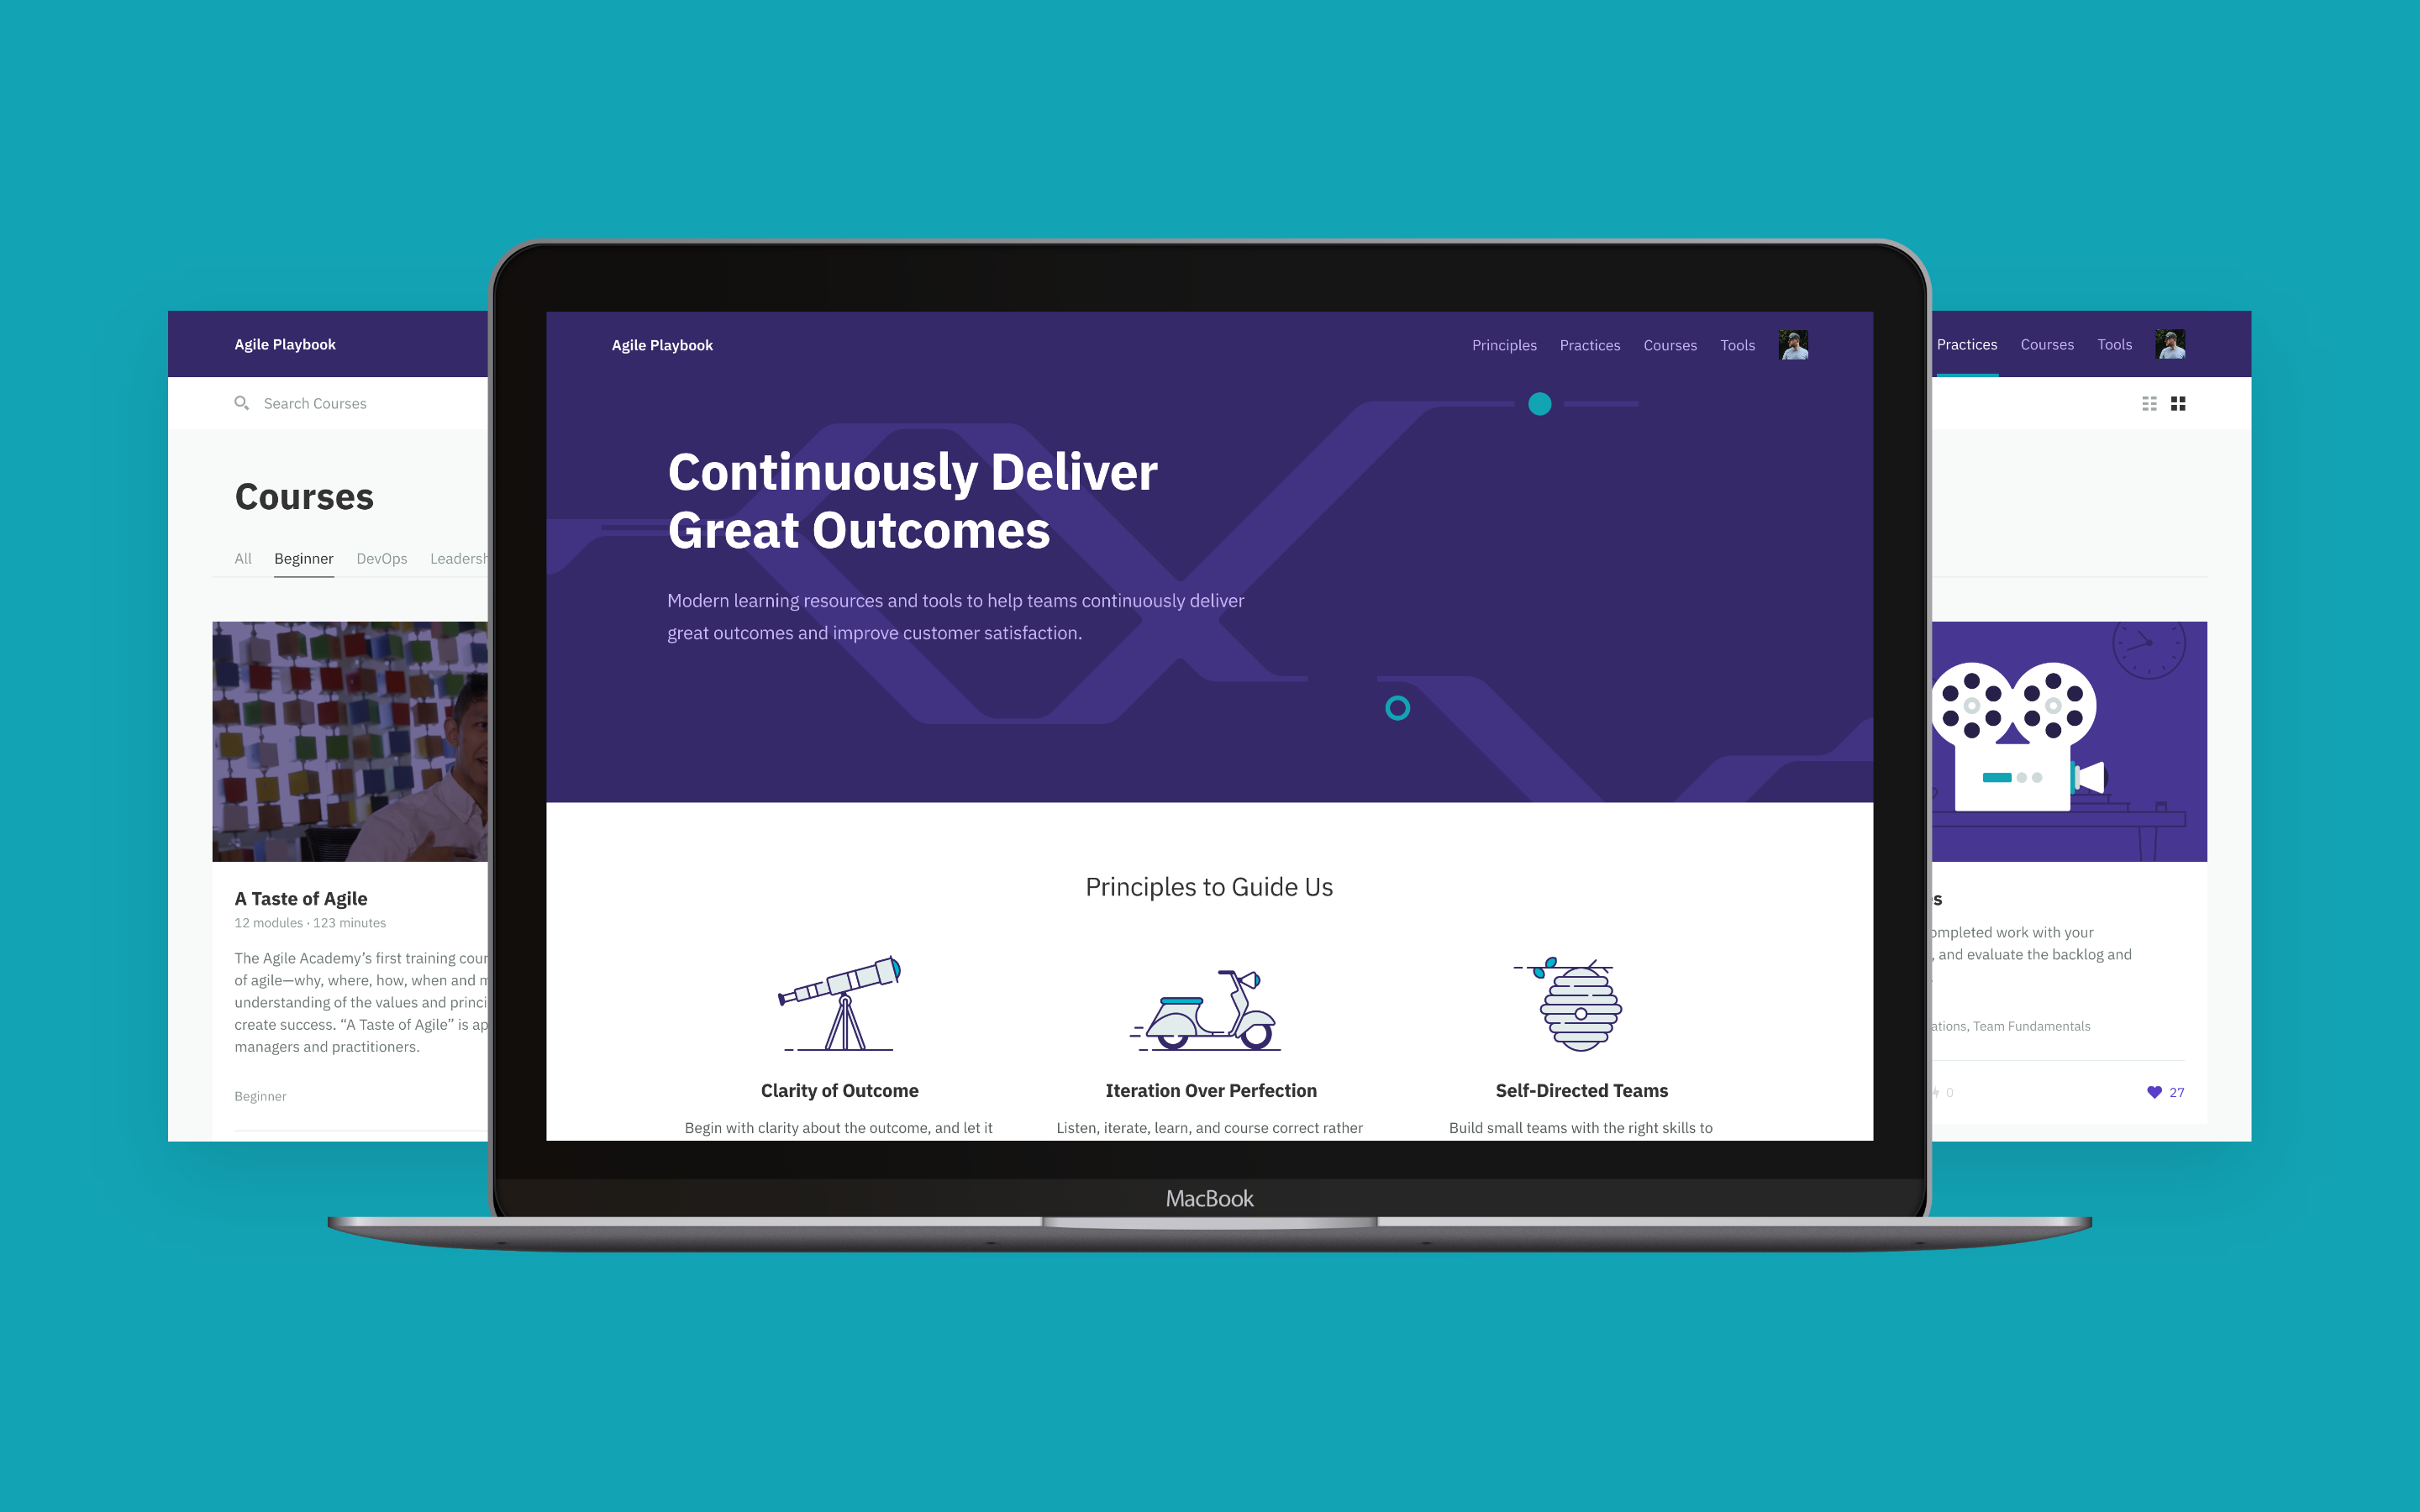 Agile Playbook
Search Courses
Courses
All Beginner DevOps
A Taste of Agile
12 modules · 123 minutes
The Agile Academy’s first training
of agile—why, where, how, when and
understanding of the values and
create success. “A Taste of Agile” is
managers and practitioners.
Beginner
Agile Playbook
Principles Practices Courses Tools
Continuously Deliver
Great Outcomes
Modern learning resources and tools to help teams continuously deliver
great outcomes and improve customer satisfaction.
Principles to Guide Us
Clarity of Outcome
Begin with clarity about the outcome, and let it
Iteration Over Perfection
Listen, iterate, learn, and course correct rather
Self-Directed Teams
Build small teams with the right skills to
MacBook
Practices Courses Tools
work with your
, and evaluate the backlog and
Team Fundamentals
0
27